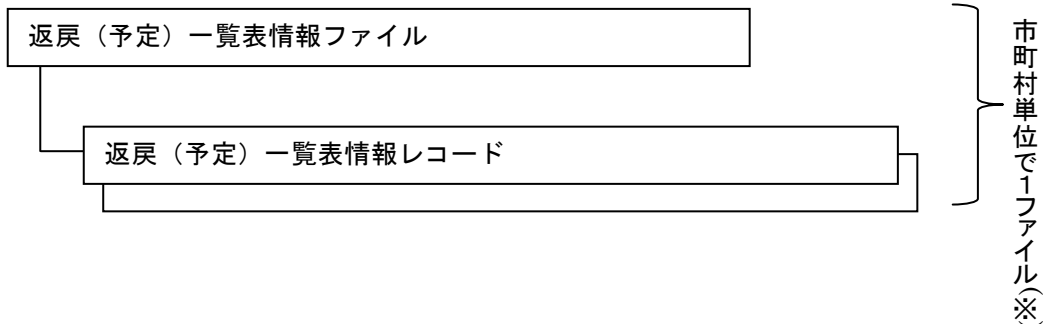 返戻（予定）一覧表情報ファイル
返戻（予定）一覧表情報レコード
市町村単位で1ファイル(※)